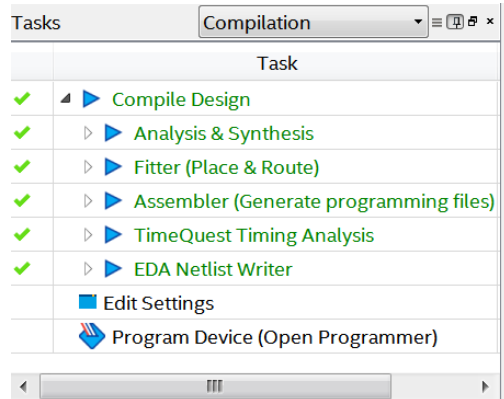 Tasks Compilation
Task
Compile Design
Analysis & Synthesis
Fitter (Place & Route)
Assembler (Generate programming files)
TimeQuest Timing Analysis
EDA Netlist Writer
Edit Settings
Program Device (Open Programmer)